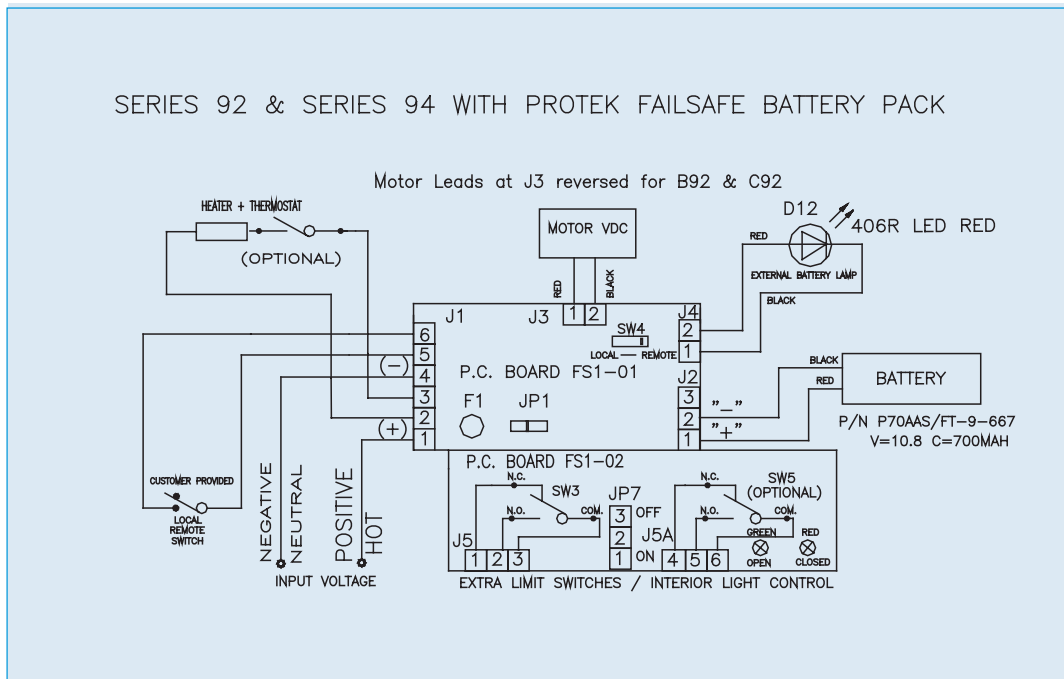 SERIES 92 & SERIES 94 WITH PROTEK FAILSAFE BATTERY PACK
Motor Leads at J3 reversed for B92 & C92
HEATER + THERMOSTAT
(OPTIONAL)
MOTOR VDC
RED
BLACK
D12
406R LED RED
RED
EXTERNAL BATTERY LAMP
BLACK
J1
J3
1 2
SW4
LOCAL — REMOTE
J4
2
1
6
5
(-)
4
3
2
(+)
1
P.C. BOARD FS1-01
F1
JP1
J2
3
"-"
2
"+"
1
BLACK
RED
BATTERY
P/N P70AAS/FT-9-667
V=10.8 C=700MAH
CUSTOMER PROVIDED
LOCAL
REMOTE
SWITCH
NEGATIVE
NEUTRAL
POSITIVE
HOT
INPUT VOLTAGE
P.C. BOARD FS1-02
N.C.
SW3
N.O.
COM.
J5
1 2 3
JP7
3 OFF
2
1 ON
J5A
N.C.
SW5
(OPTIONAL)
N.O.
COM.
4 5 6
GREEN
OPEN
RED
CLOSED
EXTRA LIMIT SWITCHES / INTERIOR LIGHT CONTROL